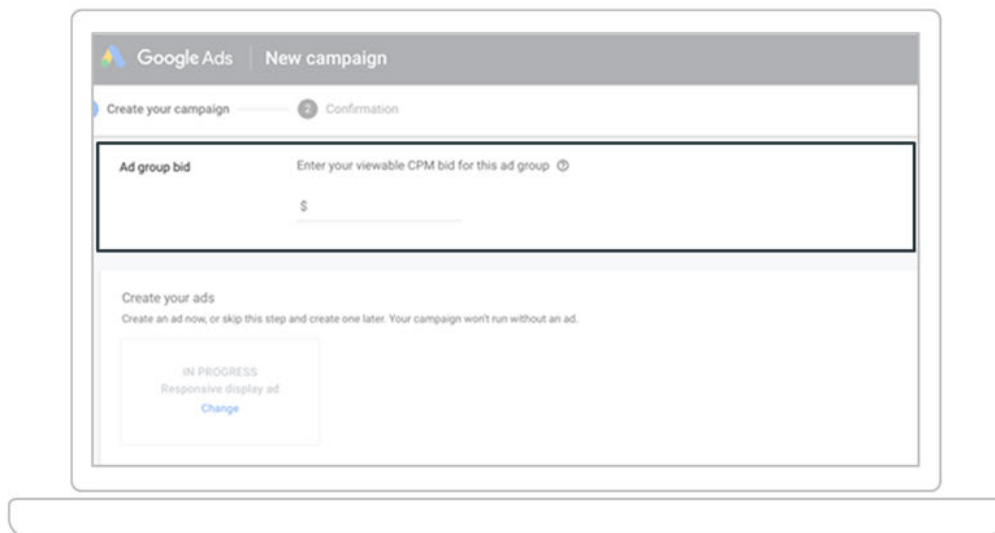 Google Ads New campaign
Create your campaign 2 Confirmation
Ad group bid Enter your viewable CPM bid for this ad group ?
$
Create your ads
Create an ad now, or skip this step and create one later. Your campaign won't run without an ad.
IN PROGRESS
Responsive display ad
Change